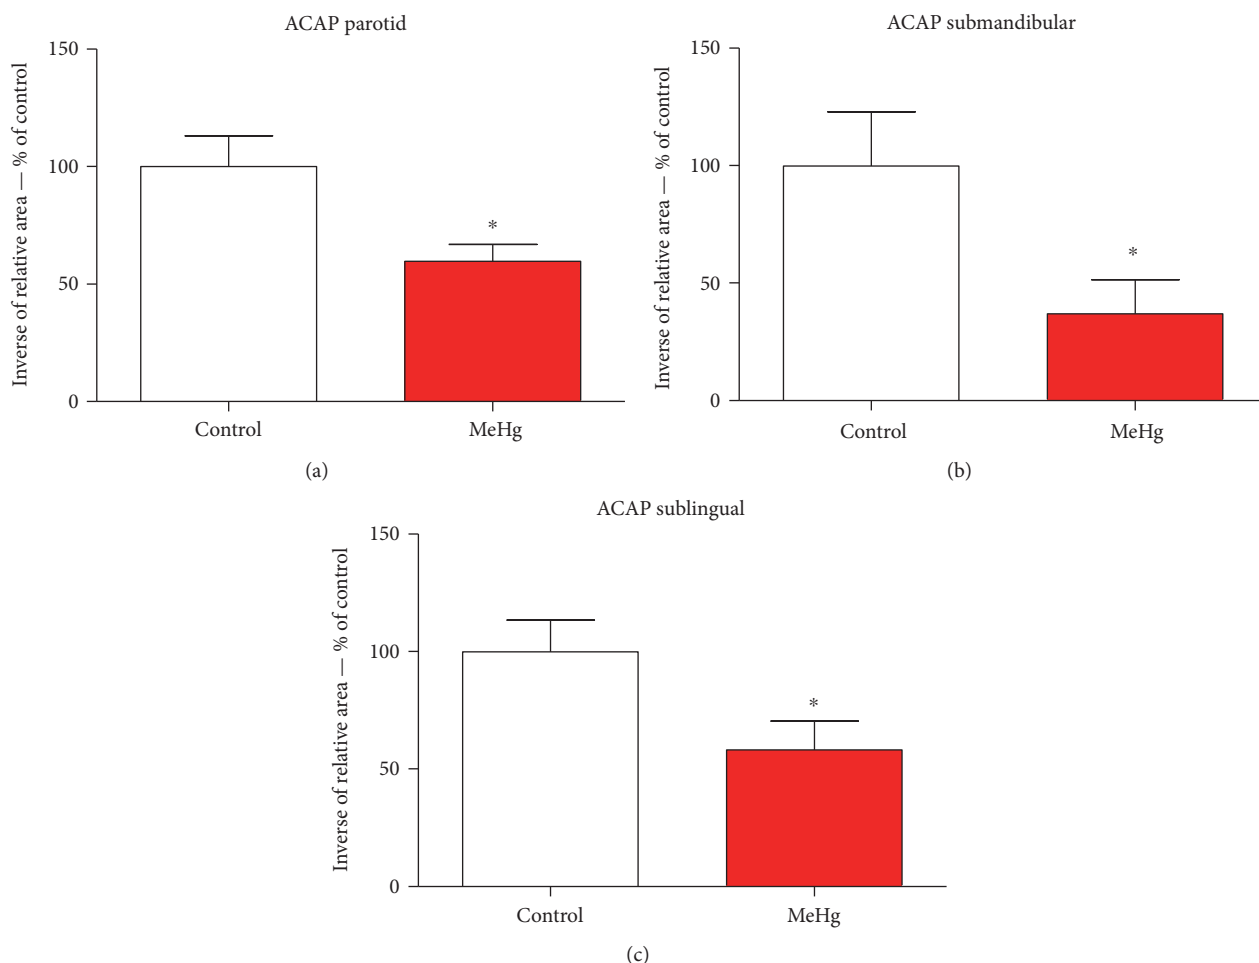 ACAP parotid
Inverse of relative area — % of control
150
100
50
0
*
Control
MeHg
(a)
ACAP submandibular
Inverse of relative area — % of control
150
100
50
0
*
Control
MeHg
(b)
ACAP sublingual
Inverse of relative area — % of control
150
100
50
0
*
Control
MeHg
(c)